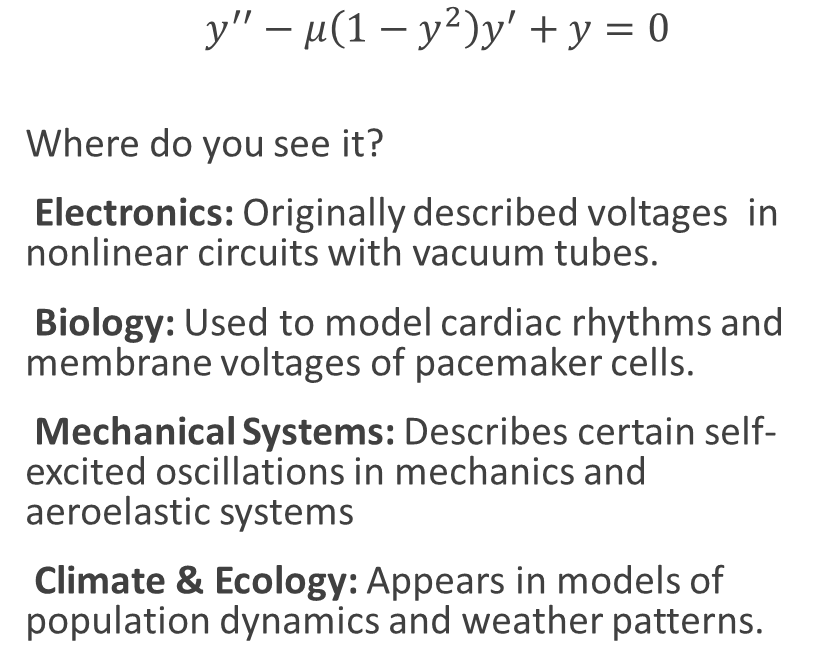 y'' − μ(1 − y²)y' + y = 0
Where do you see it?
Electronics: Originally described voltages in
nonlinear circuits with vacuum tubes.
Biology: Used to model cardiac rhythms and
membrane voltages of pacemaker cells.
Mechanical Systems: Describes certain self-
excited oscillations in mechanics and
aeroelastic systems
Climate & Ecology: Appears in models of
population dynamics and weather patterns.